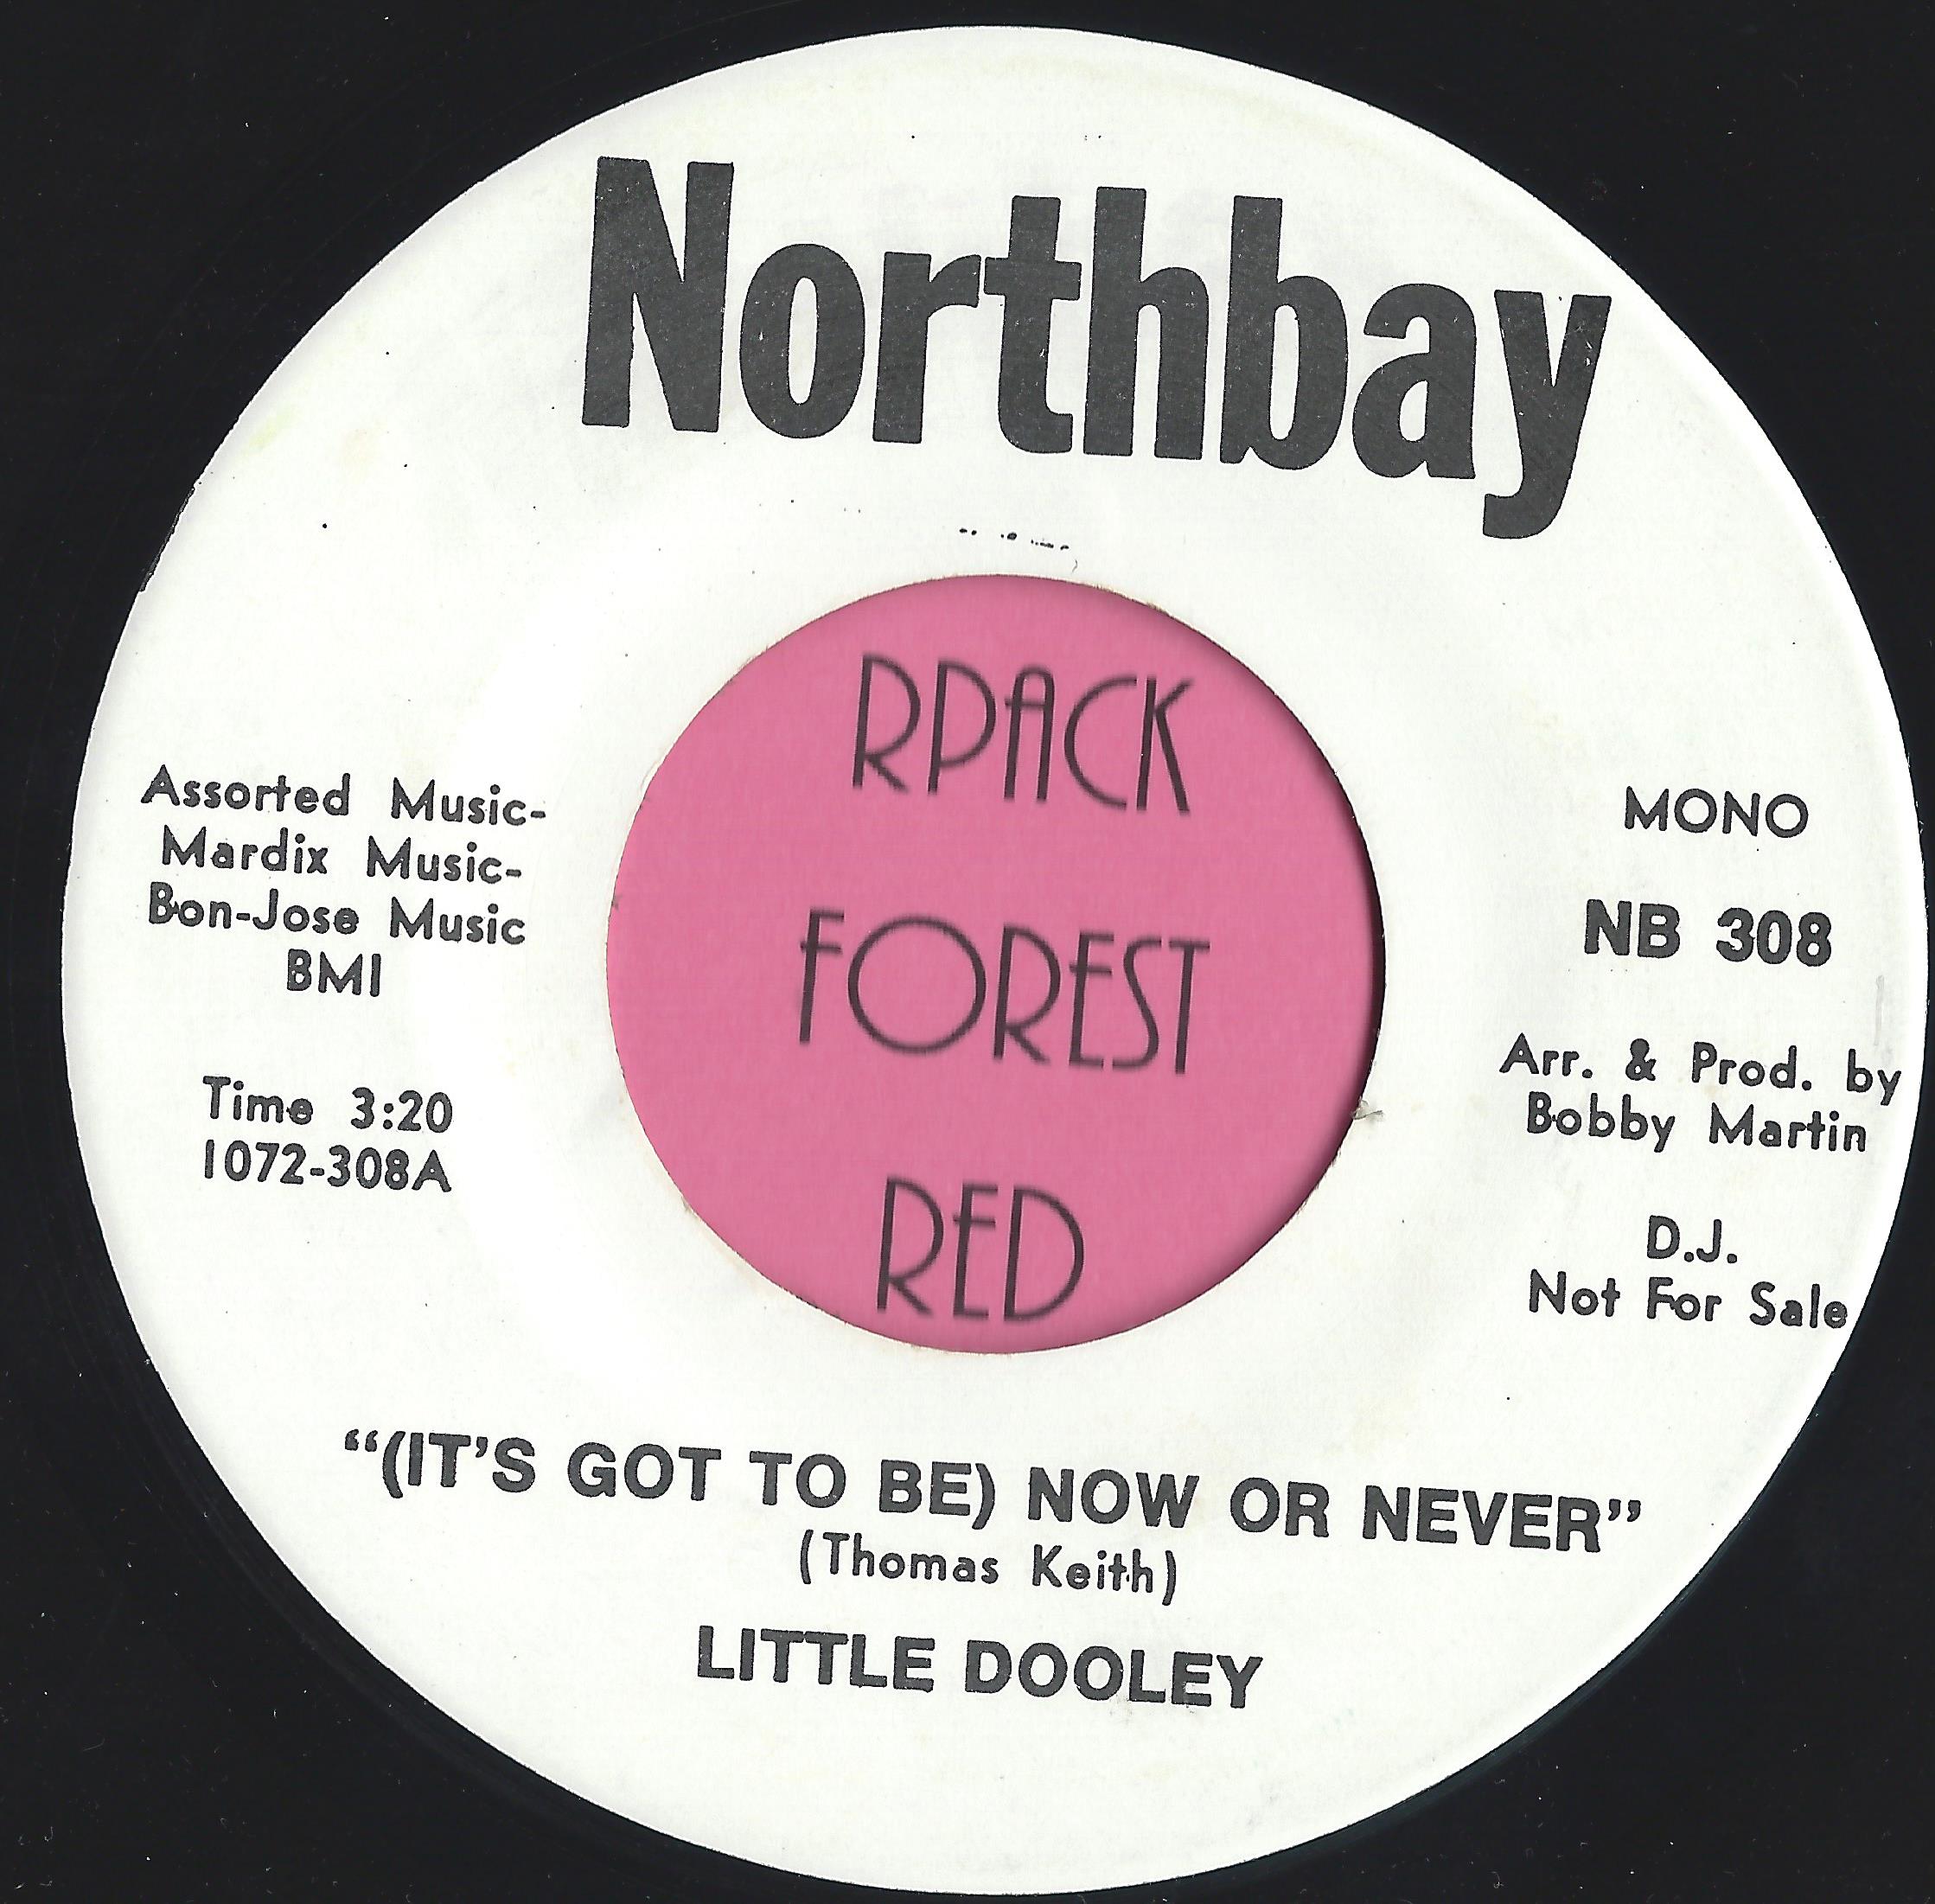 Northbay
RPACK
FOREST
RED
Assorted Music-
Mardix Music-
Bon-Jose Music
BMI
Time 3:20
1072-308A
MONO
NB 308
Arr. & Prod. by
Bobby Martin
D.J.
Not For Sale
“(IT’S GOT TO BE) NOW OR NEVER”
(Thomas Keith)
LITTLE DOOLEY